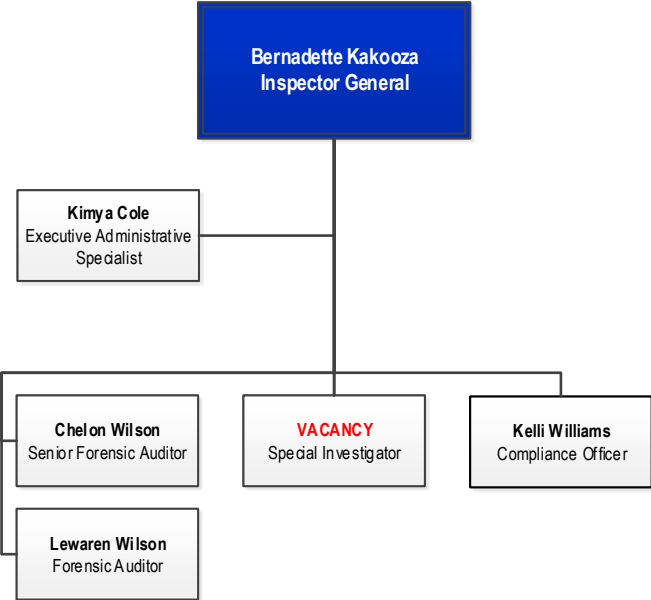 Bernadette Kakooza
Inspector General
Kimya Cole
Executive Administrative
Specialist
Chelon Wilson
Senior Forensic Auditor
VACANCY
Special Investigator
Kelli Williams
Compliance Officer
Lewaren Wilson
Forensic Auditor